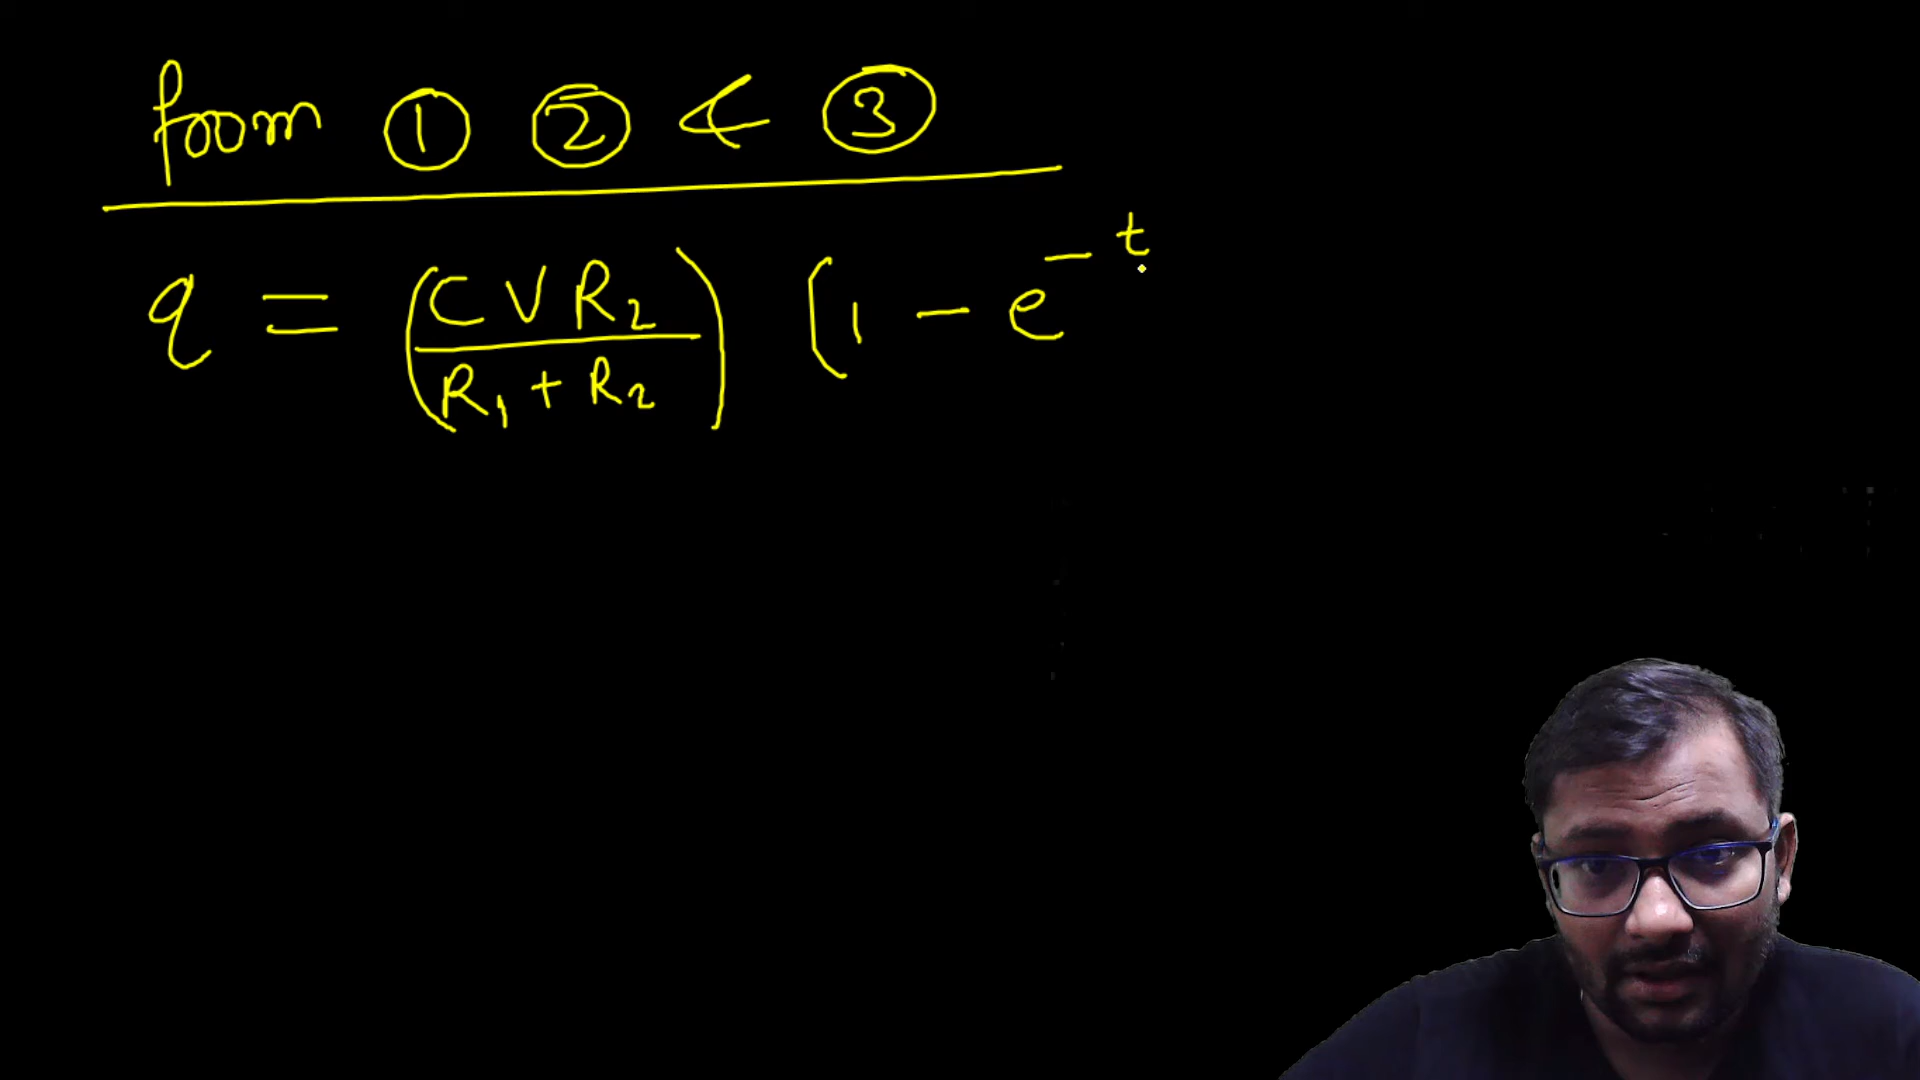 from ① ② & ③
q = (CVR₂ / R₁ + R₂) (1 - e^- t